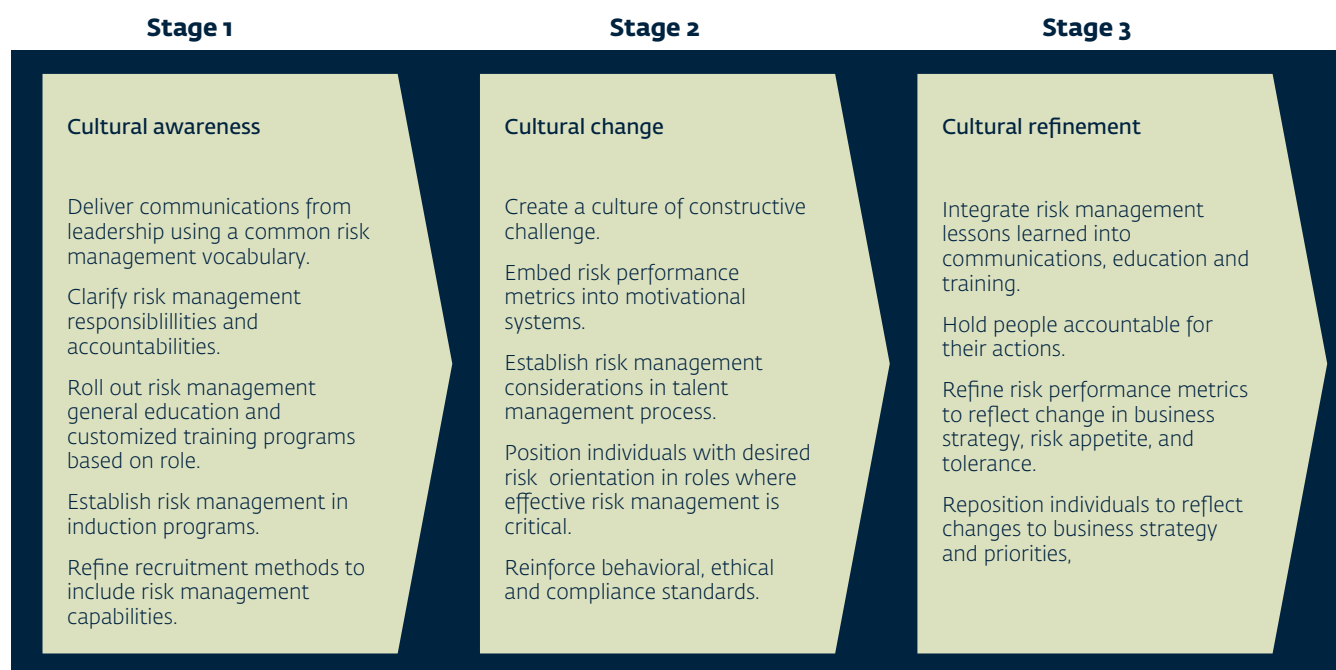 Stage 1
Stage 2
Stage 3
Cultural awareness
Deliver communications from
leadership using a common risk
management vocabulary.
Clarify risk management
responsiblillities and
accountabilities.
Roll out risk management
general education and
customized training programs
based on role.
Establish risk management in
induction programs.
Refine recruitment methods to
include risk management
capabilities.
Cultural change
Create a culture of constructive
challenge.
Embed risk performance
metrics into motivational
systems.
Establish risk management
considerations in talent
management process.
Position individuals with desired
risk  orientation in roles where
effective risk management is
critical.
Reinforce behavioral, ethical
and compliance standards.
Cultural refinement
Integrate risk management
lessons learned into
communications, education and
training.
Hold people accountable for
their actions.
Refine risk performance metrics
to reflect change in business
strategy, risk appetite, and
tolerance.
Reposition individuals to reflect
changes to business strategy
and priorities,